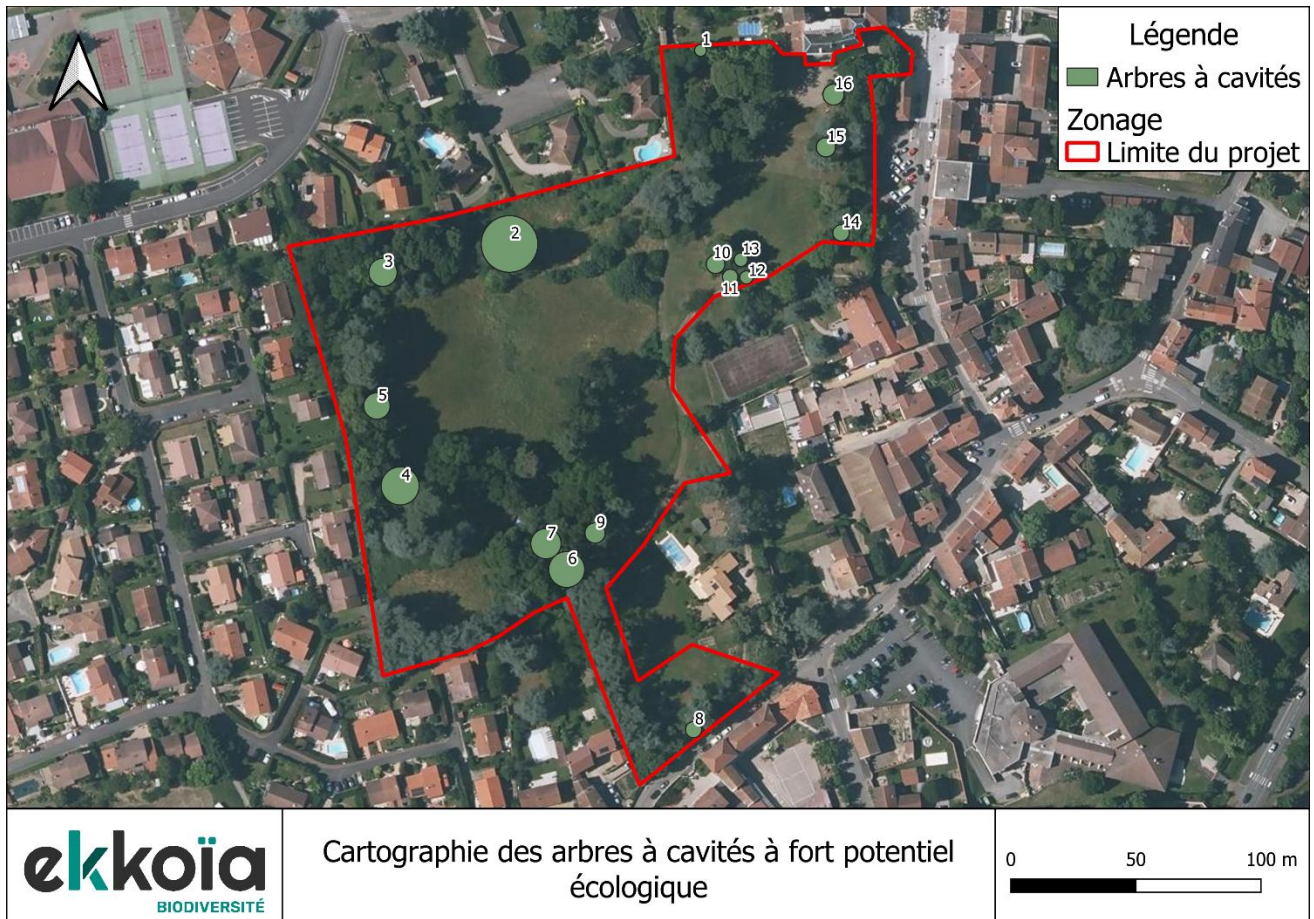 Légende
Arbres à cavités
Zonage
Limite du projet
1
16
15
2
14
3
13
10
12
11
5
4
9
7
6
8
ekkoïa
BIODIVERSITÉ
Cartographie des arbres à cavités à fort potentiel
écologique
0 50 100 m